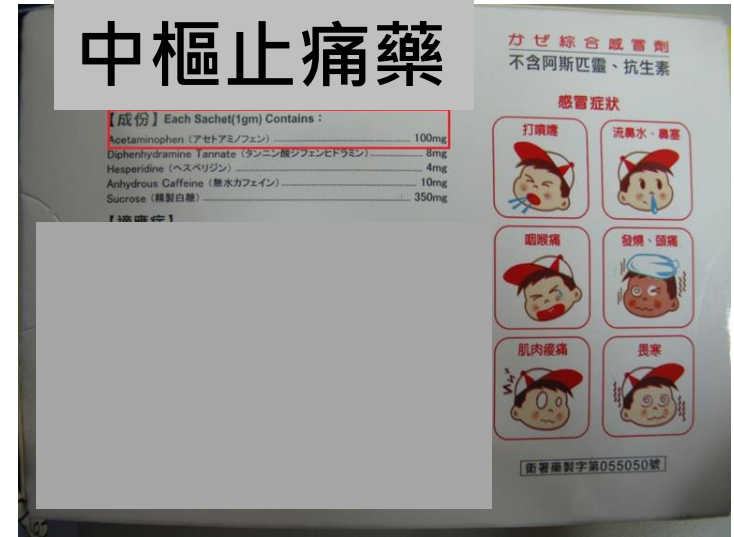 中樞止痛藥
【成份】Each Sachet(1gm) Contains：
Acetaminophen（アセトアミノフェン）........ 100mg
Diphenhydramine Tannate（タンニン酸ジフェンヒドラミン）........ 8mg
Hesperidine（ヘスペリジン）........ 4mg
Anhydrous Caffeine（無水カフェイン）........ 10mg
Sucrose（精製白糖）........ 350mg
【適應症】
かぜ綜合感冒劑
不含阿斯匹靈、抗生素
感冒症狀
打噴嚏
流鼻水、鼻塞
咽喉痛
發燒、頭痛
肌肉痠痛
畏寒
衛署藥製字第055050號